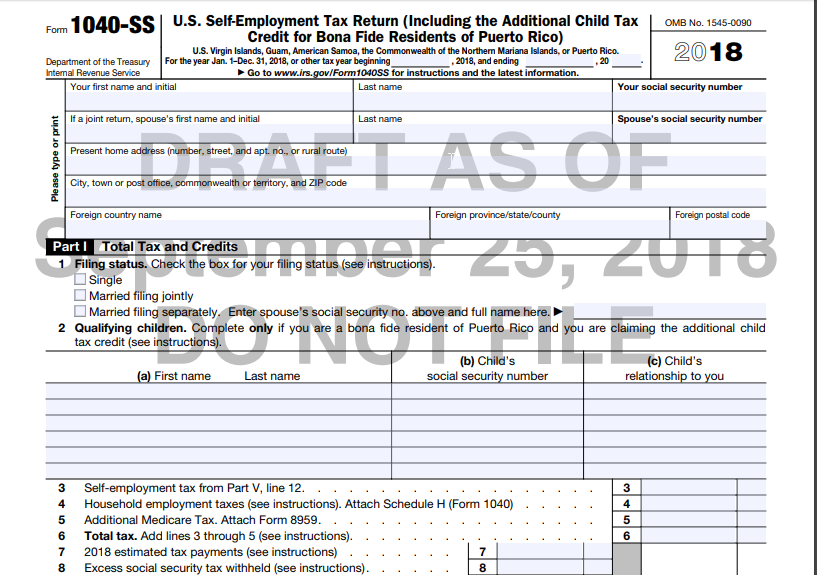 Form 1040-SS
Department of the Treasury
Internal Revenue Service
U.S. Self-Employment Tax Return (Including the Additional Child Tax
Credit for Bona Fide Residents of Puerto Rico)
U.S. Virgin Islands, Guam, American Samoa, the Commonwealth of the Northern Mariana Islands, or Puerto Rico.
For the year Jan. 1–Dec. 31, 2018, or other tax year beginning , 2018, and ending , 20 .
▶ Go to www.irs.gov/Form1040SS for instructions and the latest information.
OMB No. 1545-0090
2018
Please type or print
Your first name and initial Last name Your social security number
If a joint return, spouse's first name and initial Last name Spouse's social security number
Present home address (number, street, and apt. no., or rural route)
City, town or post office, commonwealth or territory, and ZIP code
Foreign country name Foreign province/state/county Foreign postal code
DRAFT AS OF
September 25, 2018
DO NOT FILE
Part I Total Tax and Credits
1 Filing status. Check the box for your filing status (see instructions).
Single
Married filing jointly
Married filing separately. Enter spouse's social security no. above and full name here. ▶
2 Qualifying children. Complete only if you are a bona fide resident of Puerto Rico and you are claiming the additional child
tax credit (see instructions).
(a) First name Last name
(b) Child's
social security number
(c) Child's
relationship to you
3 Self-employment tax from Part V, line 12. . . . . . . . . . . . . . . . . . 3
4 Household employment taxes (see instructions). Attach Schedule H (Form 1040) . . . . . 4
5 Additional Medicare Tax. Attach Form 8959. . . . . . . . . . . . . . . . . 5
6 Total tax. Add lines 3 through 5 (see instructions). . . . . . . . . . . . . . . 6
7 2018 estimated tax payments (see instructions) . . . . . . 7
8 Excess social security tax withheld (see instructions). . . . . 8